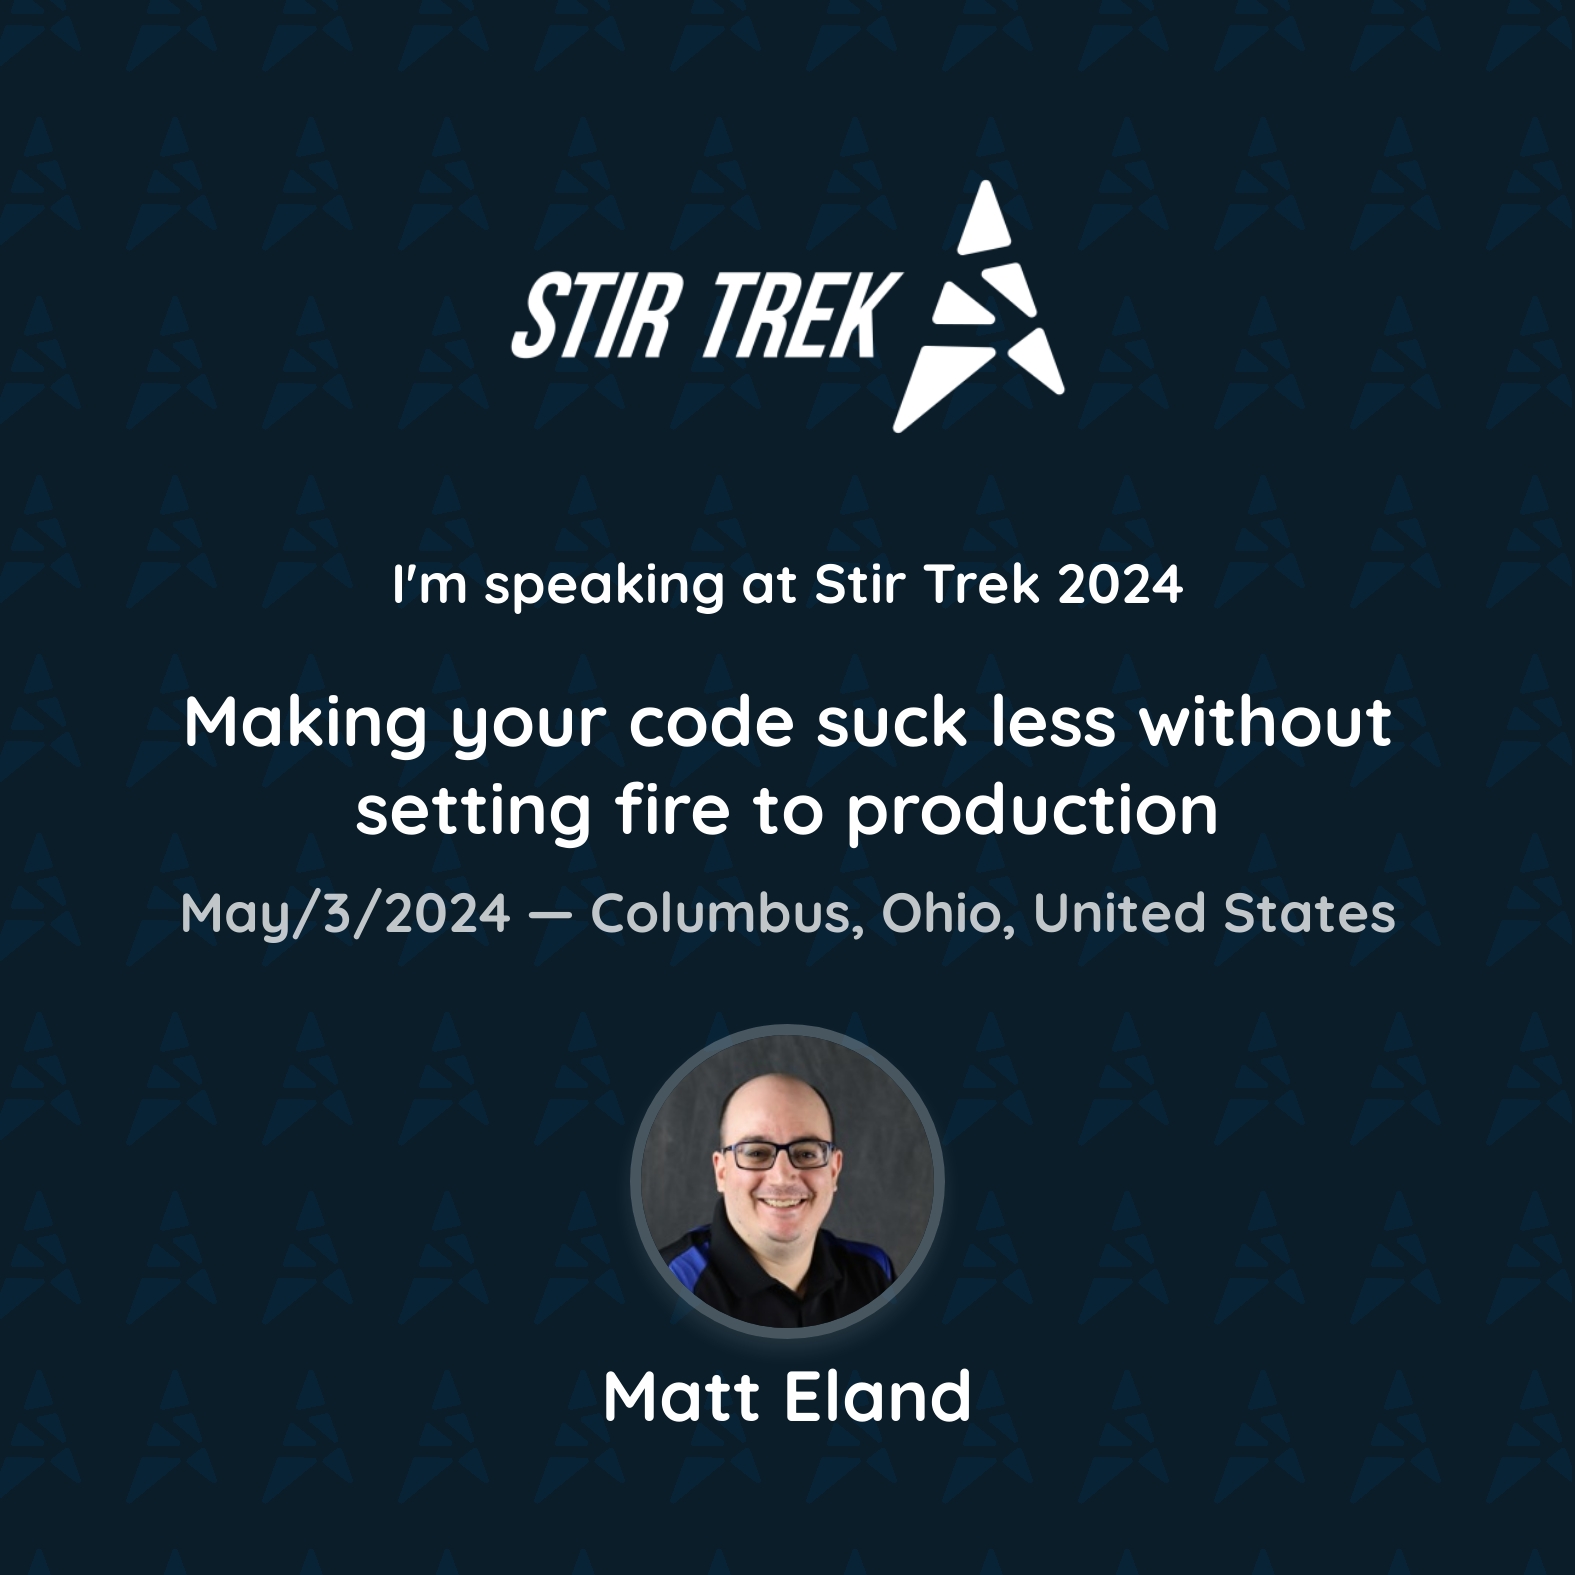 STIR TREK
I'm speaking at Stir Trek 2024
Making your code suck less without
setting fire to production
May/3/2024 — Columbus, Ohio, United States
Matt Eland